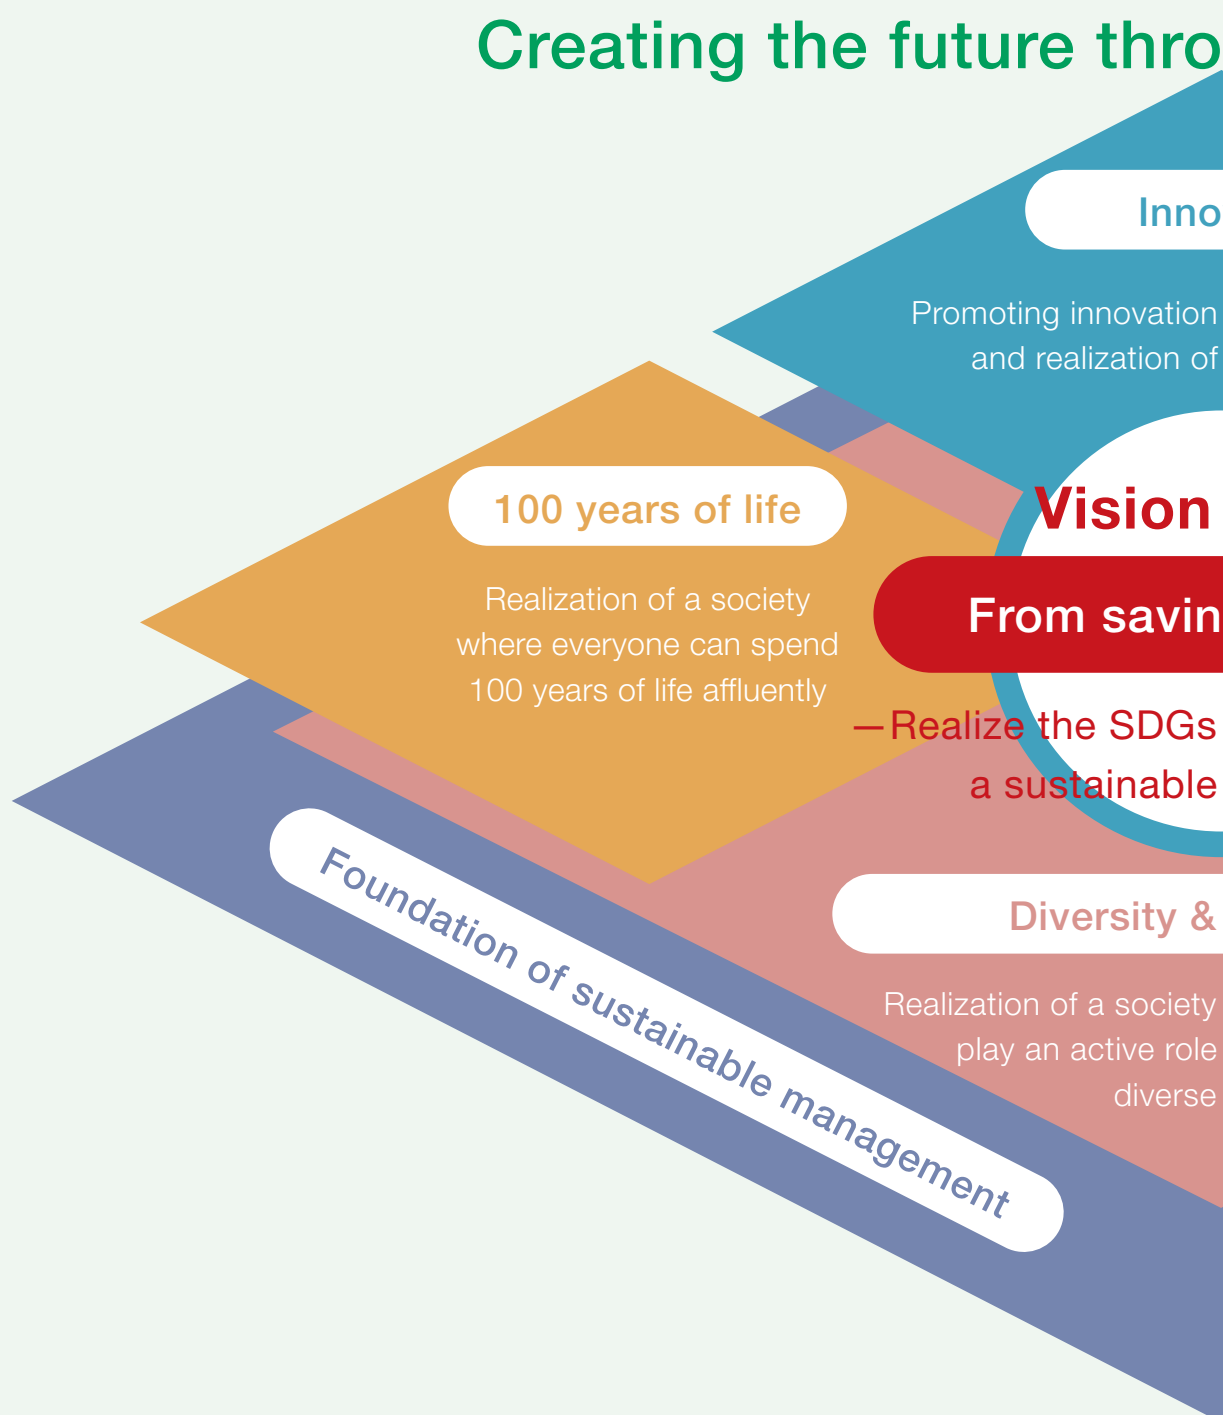 Creating the future thro
Inno
Promoting innovation
and realization of
100 years of life
Realization of a society
where everyone can spend
100 years of life affluently
Vision
From savin
—Realize the SDGs
a sustainable
Diversity &
Realization of a society
play an active role
diverse
Foundation of sustainable management